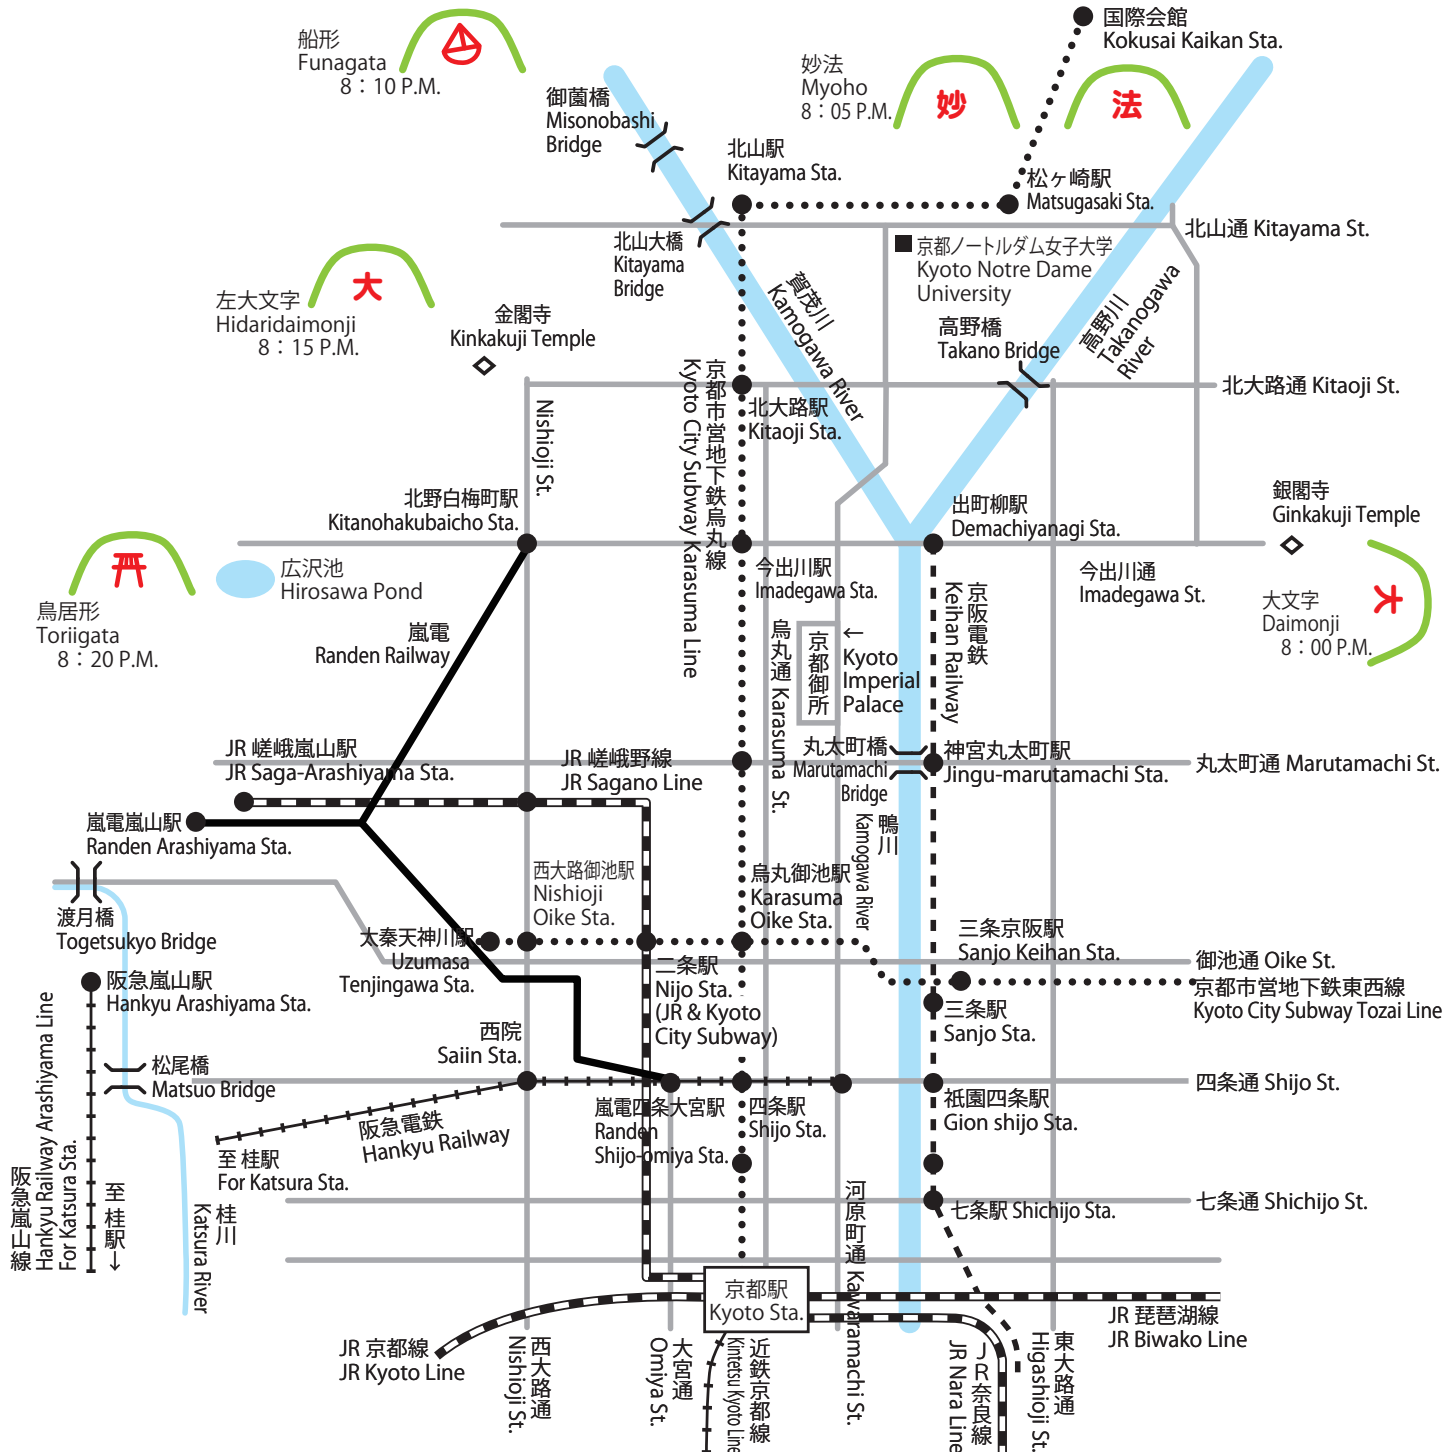 船形
Funagata
8：10 P.M.
国際会館
Kokusai Kaikan Sta.
妙法
Myoho
8：05 P.M.
妙
法
御薗橋
Misonobashi
Bridge
北山駅
Kitayama Sta.
松ヶ崎駅
Matsugasaki Sta.
北山通 Kitayama St.
北山大橋
Kitayama
Bridge
京都ノートルダム女子大学
Kyoto Notre Dame
University
賀茂川
Kamogawa River
高野川
Takanogawa
River
大
左大文字
Hidaridaimonji
8：15 P.M.
金閣寺
Kinkakuji Temple
高野橋
Takano Bridge
北大路通 Kitaoji St.
Nishioji St.
京都市営地下鉄烏丸線
Kyoto City Subway Karasuma Line
北大路駅
Kitaoji Sta.
北野白梅町駅
Kitanohakubaicho Sta.
出町柳駅
Demachiyanagi Sta.
銀閣寺
Ginkakuji Temple
鳥居形
Toriigata
8：20 P.M.
広沢池
Hirosawa Pond
今出川駅
Imadegawa Sta.
京阪電鉄
Keihan Railway
今出川通
Imadegawa St.
大文字
Daimonji
8：00 P.M.
大
嵐電
Randen Railway
烏丸通 Karasuma St.
京都御所
←
Kyoto
Imperial
Palace
JR 嵯峨嵐山駅
JR Saga-Arashiyama Sta.
JR 嵯峨野線
JR Sagano Line
丸太町橋
Marutamachi
Bridge
神宮丸太町駅
Jingu-marutamachi Sta.
丸太町通 Marutamachi St.
嵐電嵐山駅
Randen Arashiyama Sta.
鴨川
Kamogawa River
西大路御池駅
Nishioji
Oike Sta.
烏丸御池駅
Karasuma
Oike Sta.
渡月橋
Togetsukyo Bridge
太秦天神川駅
Uzumasa
Tenjingawa Sta.
三条京阪駅
Sanjo Keihan Sta.
御池通 Oike St.
京都市営地下鉄東西線
Kyoto City Subway Tozai Line
阪急嵐山駅
Hankyu Arashiyama Sta.
二条駅
Nijo Sta.
(JR & Kyoto
City Subway)
三条駅
Sanjo Sta.
西院
Saiin Sta.
松尾橋
Matsuo Bridge
四条通 Shijo St.
阪急電鉄
Hankyu Railway
嵐電四条大宮駅
Randen
Shijo-omiya Sta.
四条駅
Shijo Sta.
祇園四条駅
Gion shijo Sta.
至 桂駅
For Katsura Sta.
阪急嵐山線
Hankyu Railway Arashiyama Line
For Katsura Sta.
至 桂駅→
桂川
Katsura River
河原町通 Kawaramachi St.
七条駅 Shichijo Sta.
七条通 Shichijo St.
京都駅
Kyoto Sta.
JR 琵琶湖線
JR Biwako Line
JR 京都線
JR Kyoto Line
西大路通
Nishioji St.
大宮通
Omiya St.
近鉄京都線
Kintetsu Kyoto Line
ＪＲ奈良線
JR Nara Line
東大路通
Higashioji St.